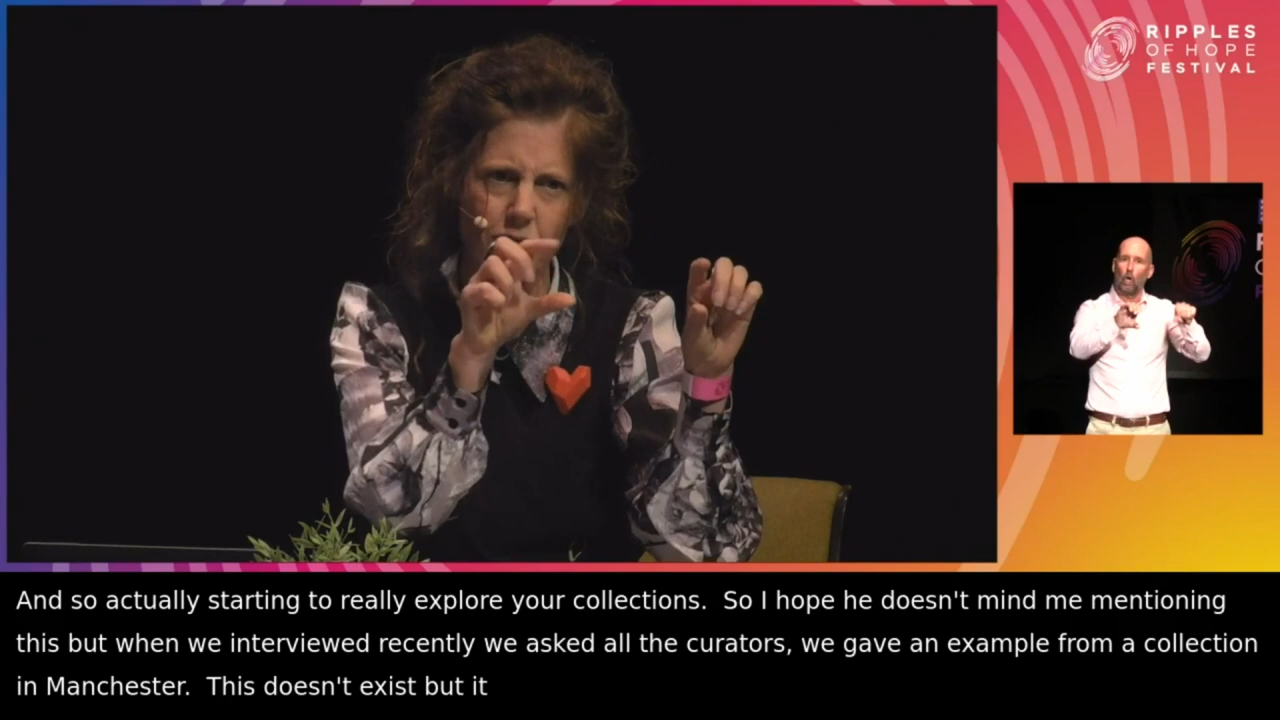 RIPPLES
OF HOPE
FESTIVAL
And so actually starting to really explore your collections.  So I hope he doesn't mind me mentioning
this but when we interviewed recently we asked all the curators, we gave an example from a collection
in Manchester.  This doesn't exist but it